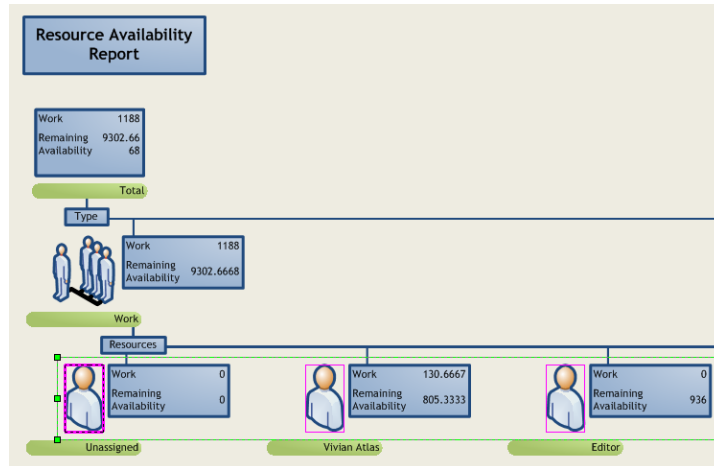 Resource Availability
Report
Work 1188
Remaining 9302.66
Availability 68
Total
Type
Work 1188
Remaining
Availability 9302.6668
Work
Resources
Work 0
Remaining
Availability 0
Unassigned
Work 130.6667
Remaining
Availability 805.3333
Vivian Atlas
Work 0
Remaining
Availability 936
Editor